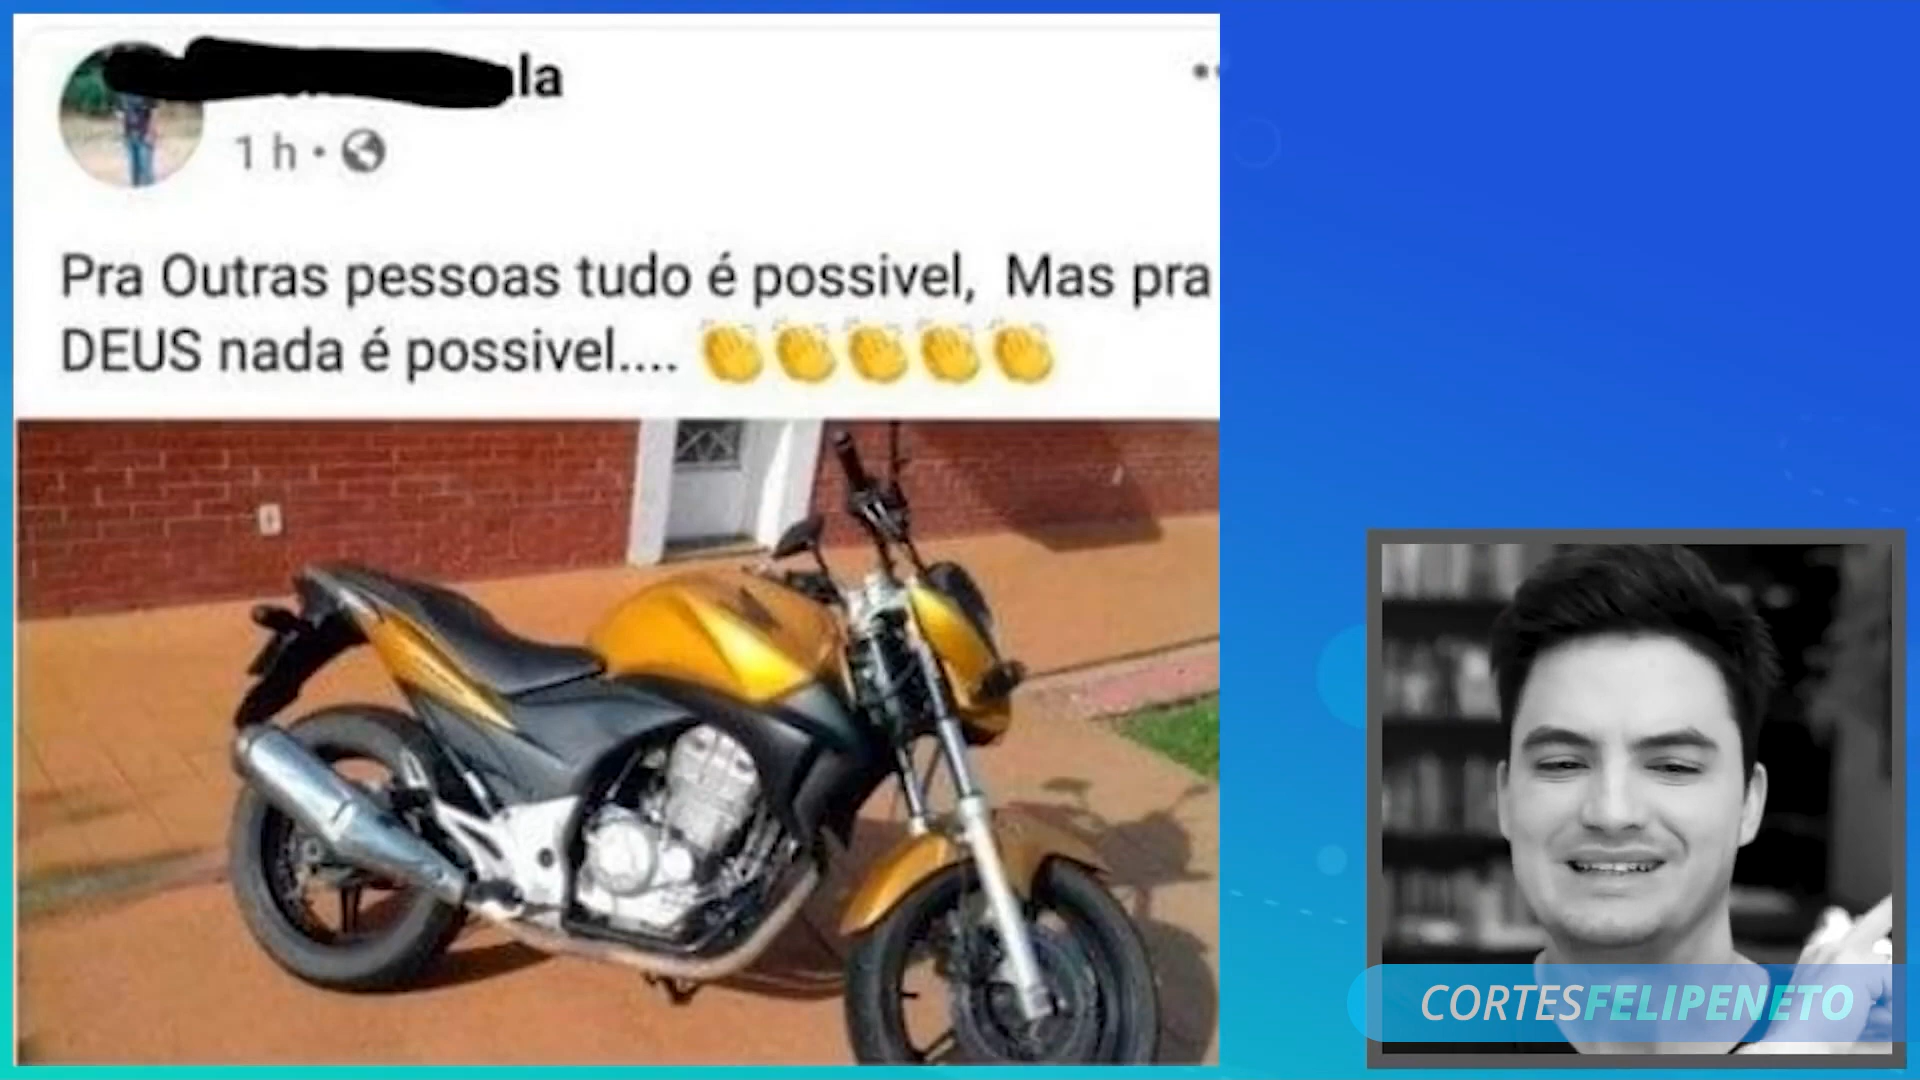 la
1 h
Pra Outras pessoas tudo é possivel, Mas pra
DEUS nada é possivel.... 👏👏👏👏👏
CORTESFELIPENETO